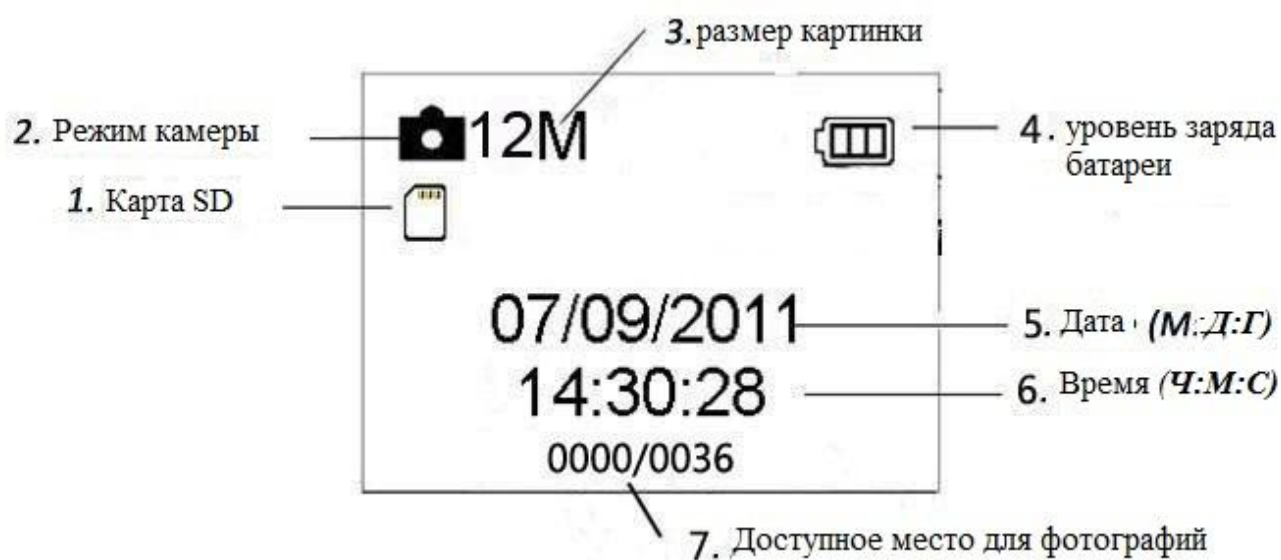 3. размер картинки
2. Режим камеры
12M
4. уровень заряда
батареи
1. Карта SD
07/09/2011
5. Дата (М:Д:Г)
14:30:28
6. Время (Ч:М:С)
0000/0036
7. Доступное место для фотографий